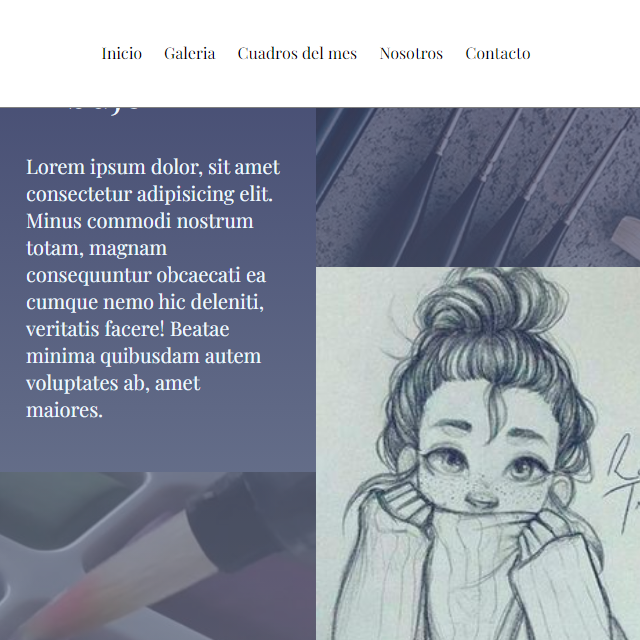 Inicio Galeria Cuadros del mes Nosotros Contacto
Lorem ipsum dolor, sit amet
consectetur adipisicing elit.
Minus commodi nostrum
totam, magnam
consequuntur obcaecati ea
cumque nemo hic deleniti,
veritatis facere! Beatae
minima quibusdam autem
voluptates ab, amet
maiores.